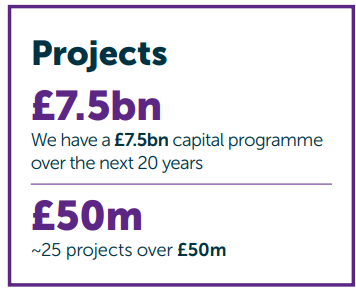 Projects
£7.5bn
We have a £7.5bn capital programme
over the next 20 years
£50m
~25 projects over £50m